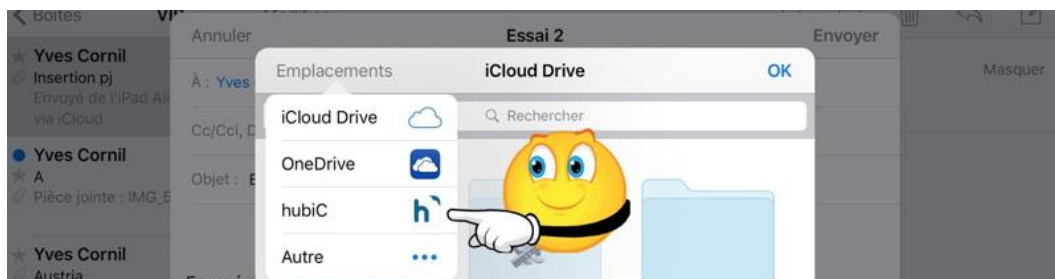 Boîtes
VI
Annuler
Essai 2
Envoyer
Yves Cornil
Insertion pj
Envoyé de l'iPad Air
via iCloud
À : Yves
Emplacements
iCloud Drive
OK
Masquer
iCloud Drive
Rechercher
Cc/Cci, D
Yves Cornil
A
Pièce jointe : IMG_5
OneDrive
Objet : E
hubiC
h
Yves Cornil
Austria
Autre